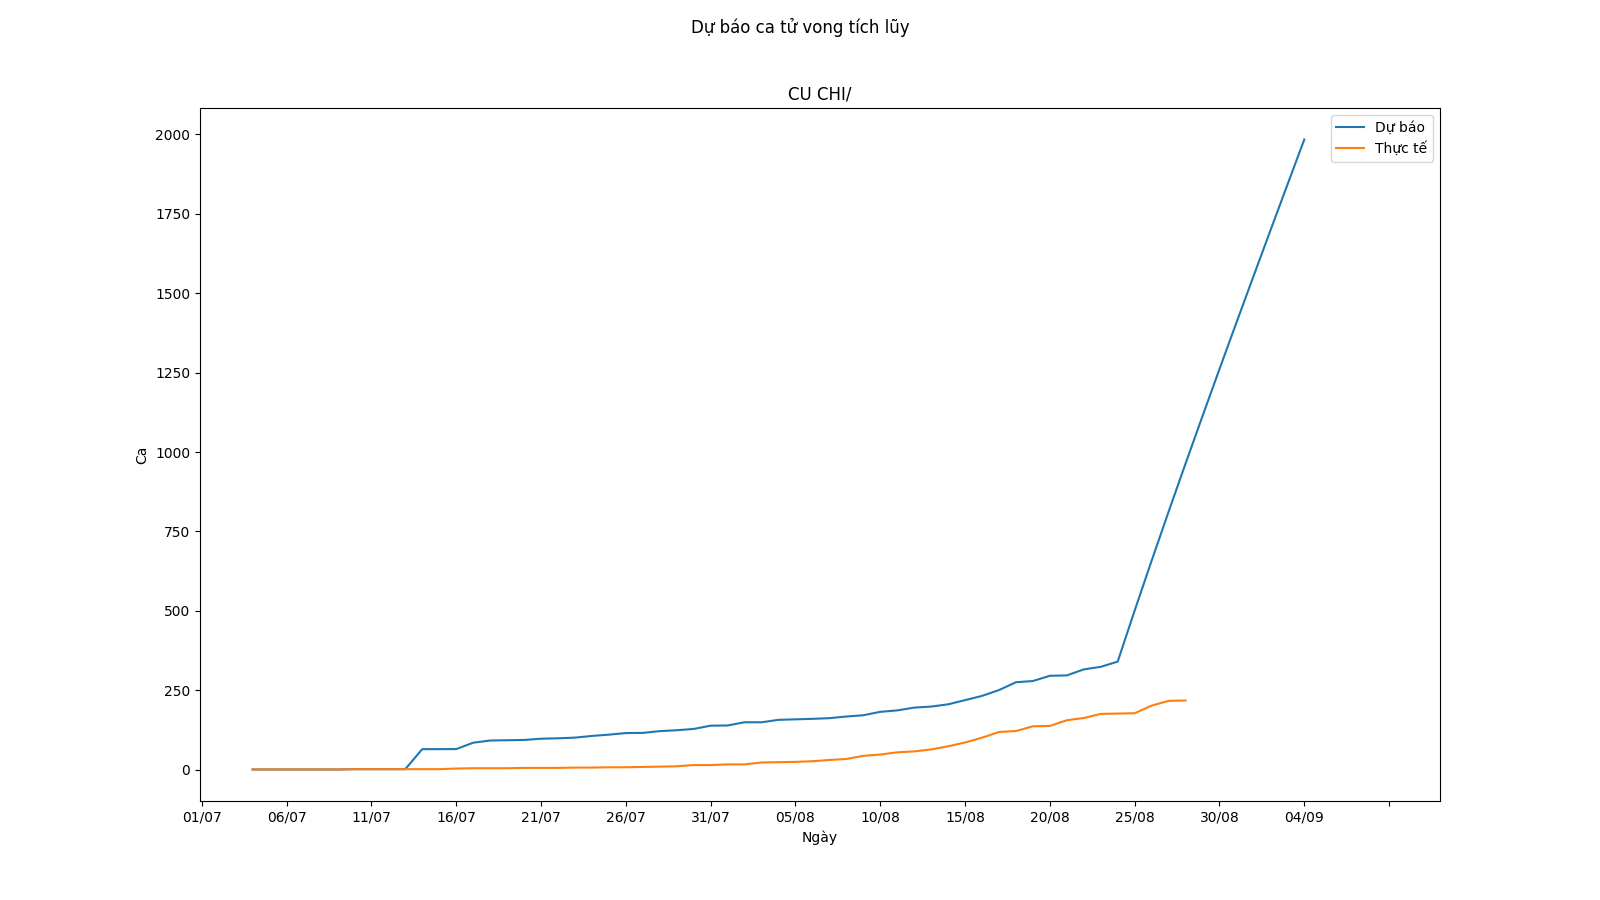 Dự báo ca tử vong tích lũy
CU CHI/
Dự báo
Thực tế
2000
1750
1500
1250
1000
750
500
250
0
Ca
01/07 06/07 11/07 16/07 21/07 26/07 31/07 05/08 10/08 15/08 20/08 25/08 30/08 04/09
Ngày